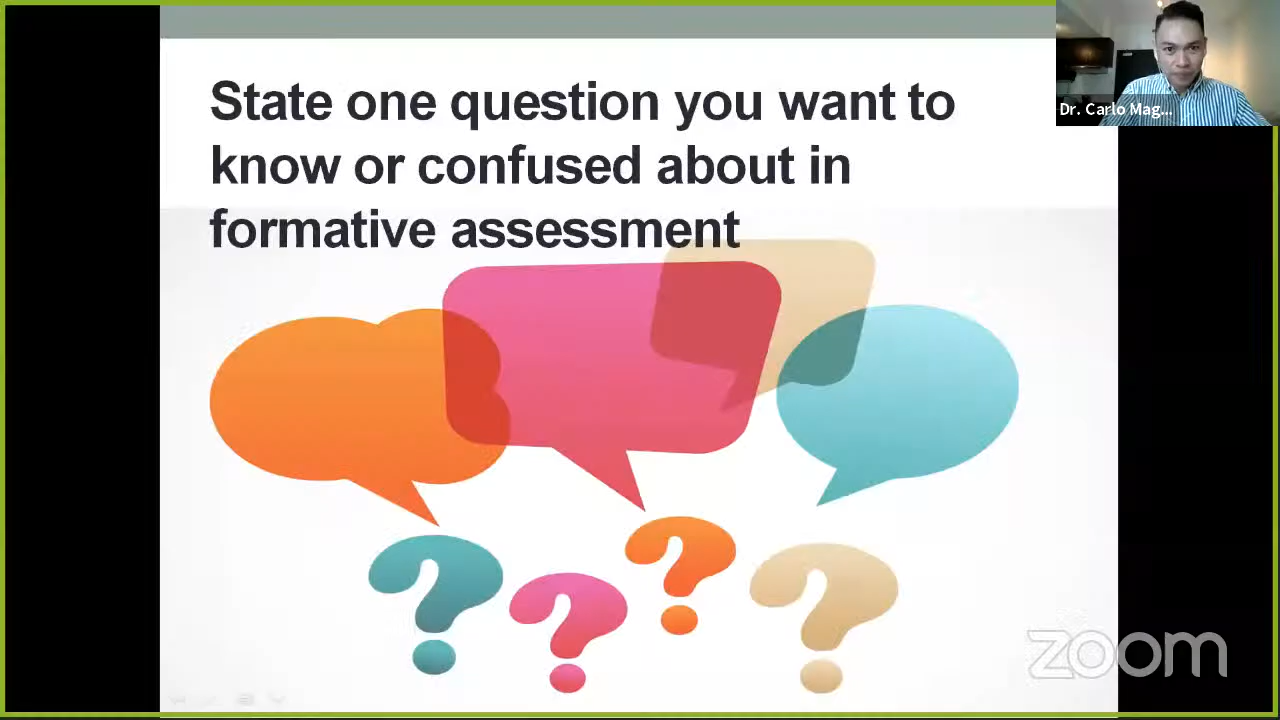 State one question you want to
know or confused about in
formative assessment
Dr. Carlo Mag...
zoom